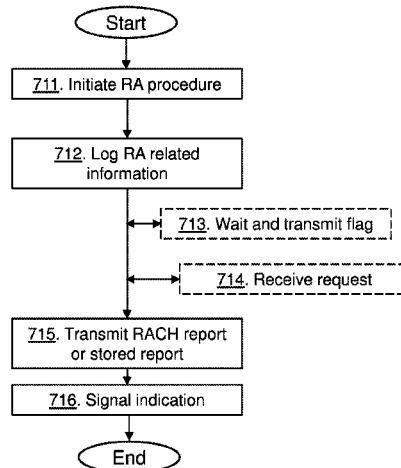 Start
711. Initiate RA procedure
712. Log RA related
information
713. Wait and transmit flag
714. Receive request
715. Transmit RACH report
or stored report
716. Signal indication
End